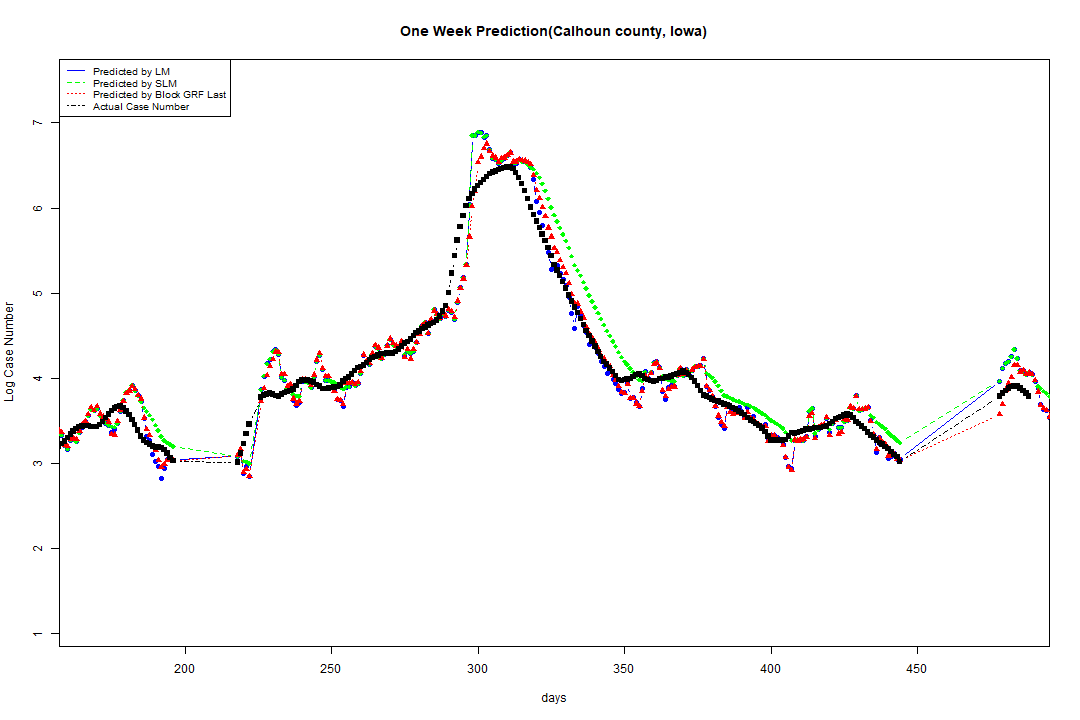 One Week Prediction(Calhoun county, Iowa)
Predicted by LM
Predicted by SLM
Predicted by Block GRF Last
Actual Case Number
7
6
5
4
3
2
1
Log Case Number
200 250 300 350 400 450
days